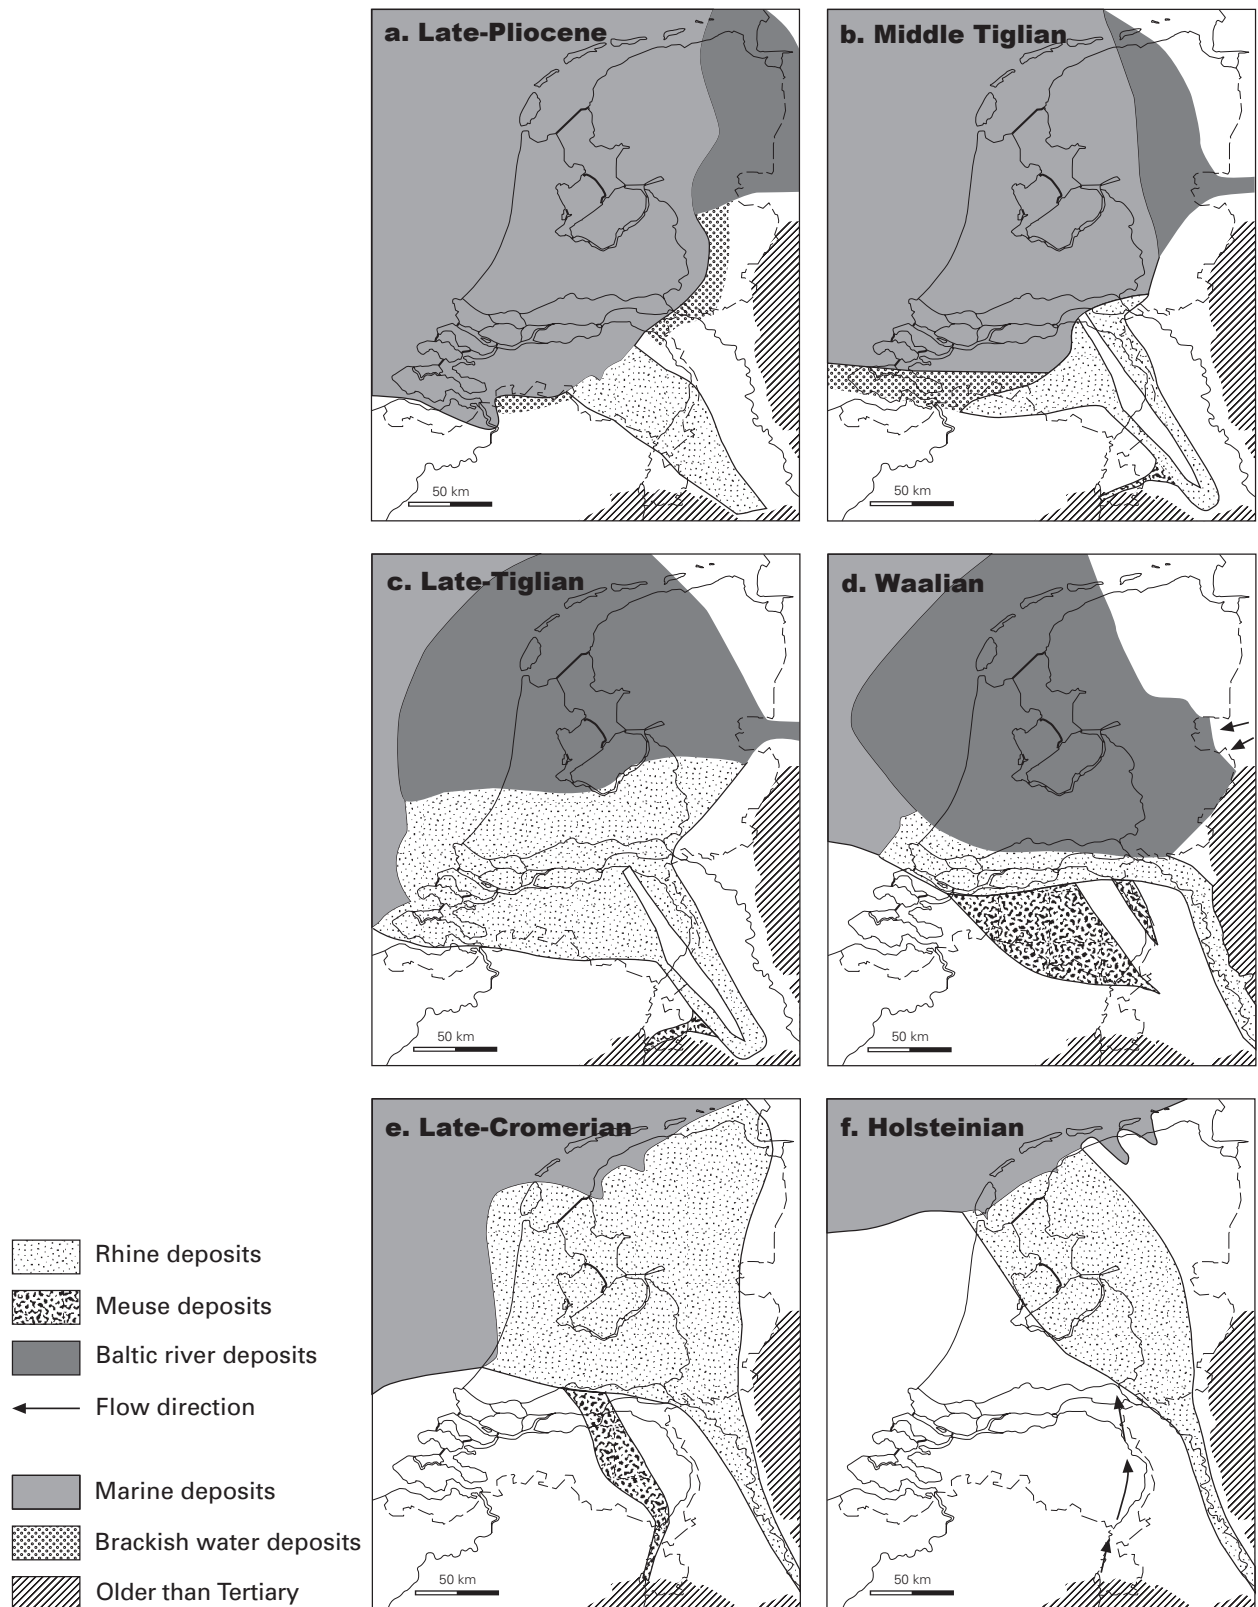 a. Late-Pliocene
50 km
b. Middle Tiglian
50 km
c. Late-Tiglian
50 km
d. Waalian
50 km
e. Late-Cromerian
50 km
f. Holsteinian
50 km
Rhine deposits
Meuse deposits
Baltic river deposits
Flow direction
Marine deposits
Brackish water deposits
Older than Tertiary